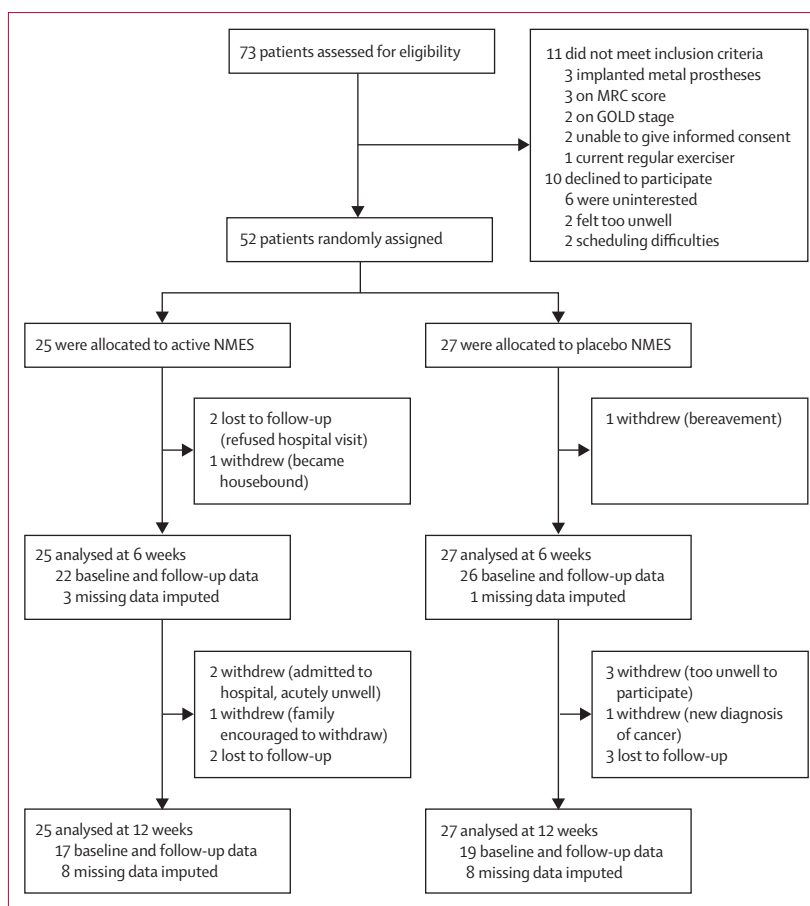 73 patients assessed for eligibility
11 did not meet inclusion criteria
3 implanted metal prostheses
3 on MRC score
2 on GOLD stage
2 unable to give informed consent
1 current regular exerciser
10 declined to participate
6 were uninterested
2 felt too unwell
2 scheduling difficulties
52 patients randomly assigned
25 were allocated to active NMES
27 were allocated to placebo NMES
2 lost to follow-up
(refused hospital visit)
1 withdrew (became
housebound)
1 withdrew (bereavement)
25 analysed at 6 weeks
22 baseline and follow-up data
3 missing data imputed
27 analysed at 6 weeks
26 baseline and follow-up data
1 missing data imputed
2 withdrew (admitted to
hospital, acutely unwell)
1 withdrew (family
encouraged to withdraw)
2 lost to follow-up
3 withdrew (too unwell to
participate)
1 withdrew (new diagnosis
of cancer)
3 lost to follow-up
25 analysed at 12 weeks
17 baseline and follow-up data
8 missing data imputed
27 analysed at 12 weeks
19 baseline and follow-up data
8 missing data imputed